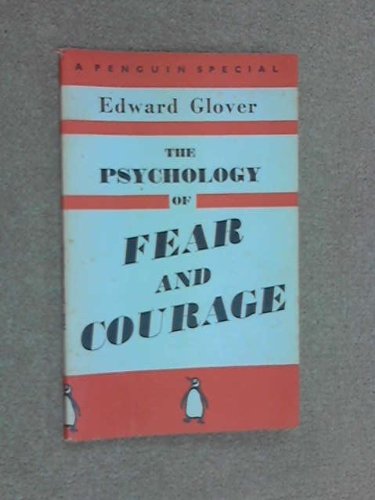 A PENGUIN SPECIAL
Edward Glover
THE
PSYCHOLOGY
OF
FEAR
AND
COURAGE